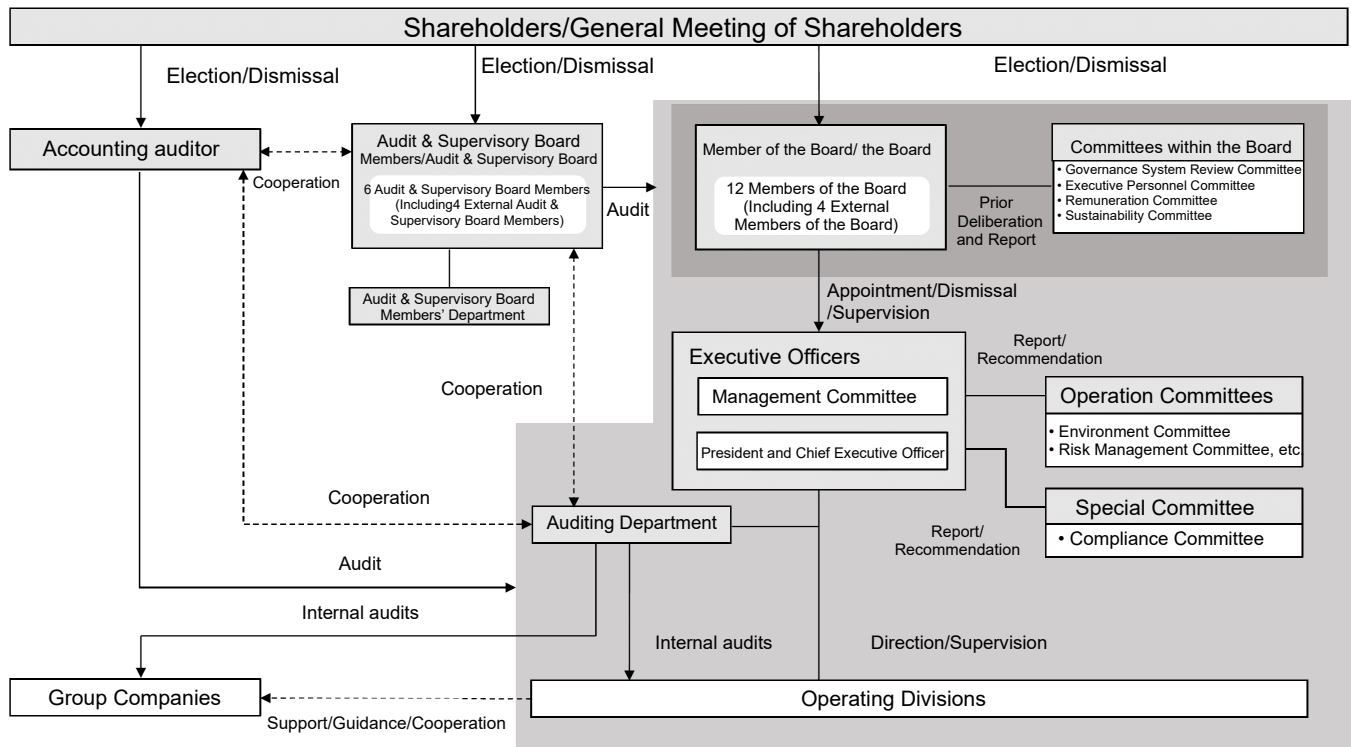 Shareholders/General Meeting of Shareholders
Election/Dismissal
Election/Dismissal
Election/Dismissal
Accounting auditor
Cooperation
Audit & Supervisory Board
Members/Audit & Supervisory Board
6 Audit & Supervisory Board Members
(Including4 External Audit &
Supervisory Board Members)
Audit
Audit & Supervisory Board
Members' Department
Member of the Board/ the Board
12 Members of the Board
(Including 4 External
Members of the Board)
Prior
Deliberation
and Report
Committees within the Board
• Governance System Review Committee
• Executive Personnel Committee
• Remuneration Committee
• Sustainability Committee
Appointment/Dismissal
/Supervision
Executive Officers
Management Committee
President and Chief Executive Officer
Report/
Recommendation
Operation Committees
• Environment Committee
• Risk Management Committee, etc.
Special Committee
• Compliance Committee
Report/
Recommendation
Cooperation
Cooperation
Auditing Department
Audit
Internal audits
Internal audits
Direction/Supervision
Group Companies
Support/Guidance/Cooperation
Operating Divisions